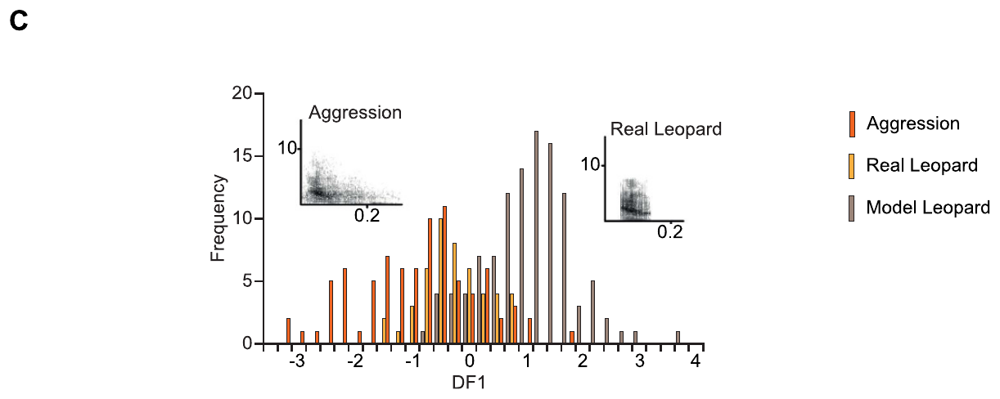 C
20
15
10
5
0
Frequency
Aggression
10
0.2
Real Leopard
10
0.2
-3 -2 -1 0 1 2 3 4
DF1
Aggression
Real Leopard
Model Leopard